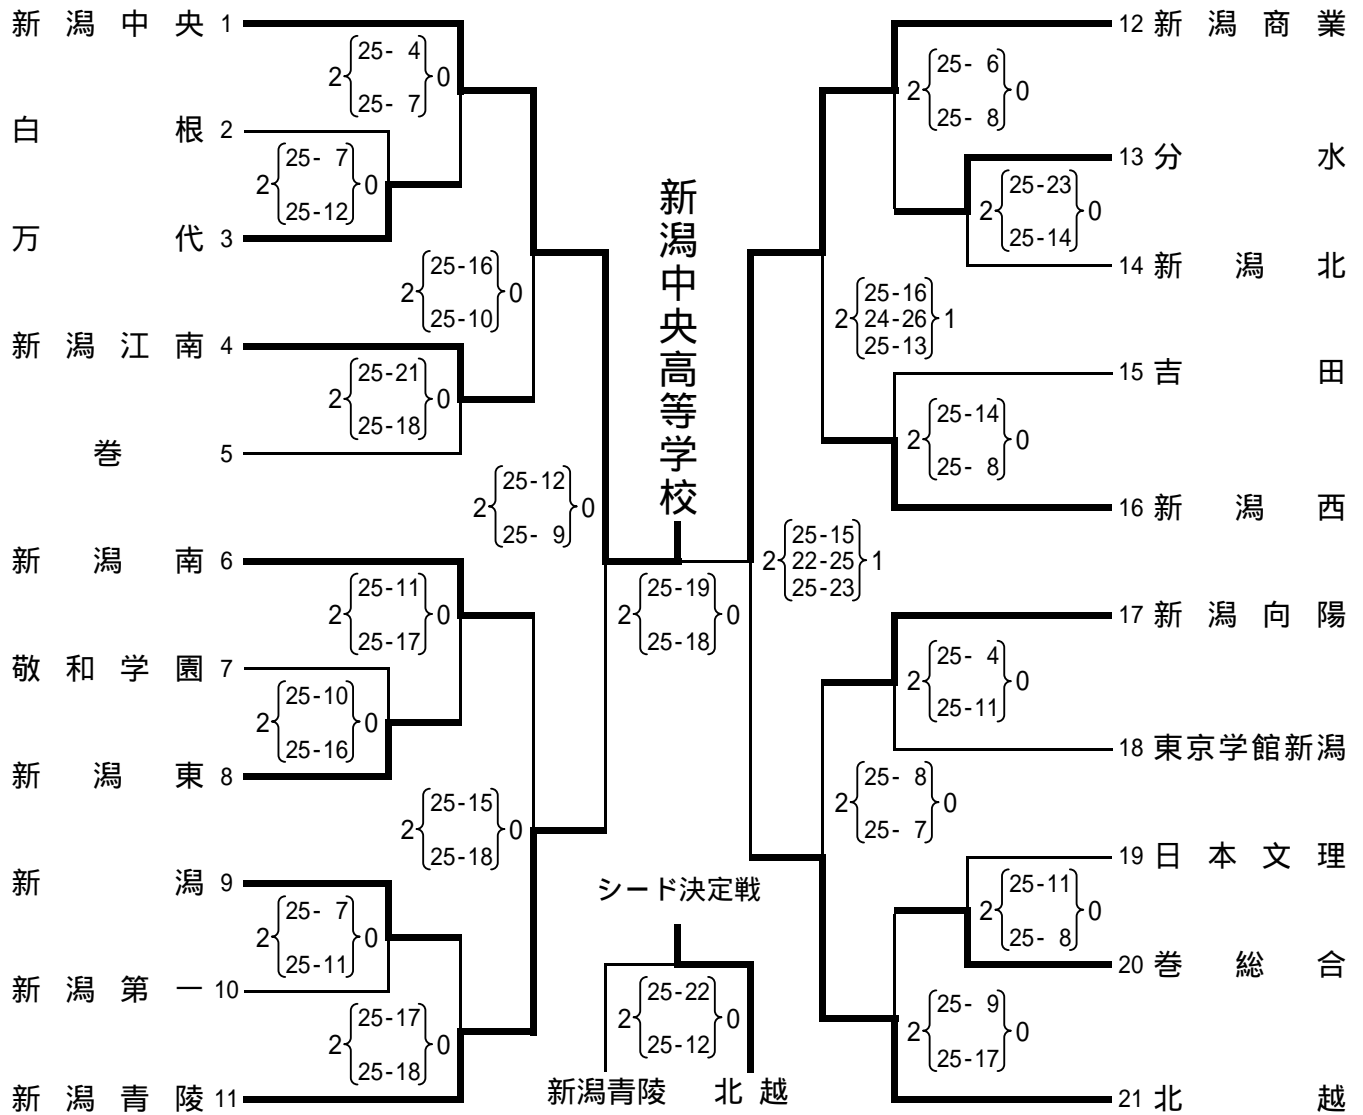 新潟中央 1
2 25- 4 0
25- 7
白根 2
2 25- 7 0
25-12
万代 3
2 25-16 0
25-10
新潟江南 4
2 25-21 0
25-18
巻 5
2 25-12 0
25- 9
新潟南 6
2 25-11 0
25-17
敬和学園 7
2 25-10 0
25-16
新潟東 8
2 25-15 0
25-18
新潟 9
2 25- 7 0
25-11
新潟第一 10
2 25-17 0
25-18
新潟青陵 11
新潟中央高等学校
2 25-19 0
25-18
シード決定戦
2 25-22 0
25-12
新潟青陵 北越
12 新潟商業
2 25- 6 0
25- 8
13 分水
2 25-23 0
25-14
14 新潟北
25-16
2 24-26 1
25-13
15 吉田
2 25-14 0
25- 8
16 新潟西
25-15
2 22-25 1
25-23
17 新潟向陽
2 25- 4 0
25-11
18 東京学館新潟
2 25- 8 0
25- 7
19 日本文理
2 25-11 0
25- 8
20 巻総合
2 25- 9 0
25-17
21 北越